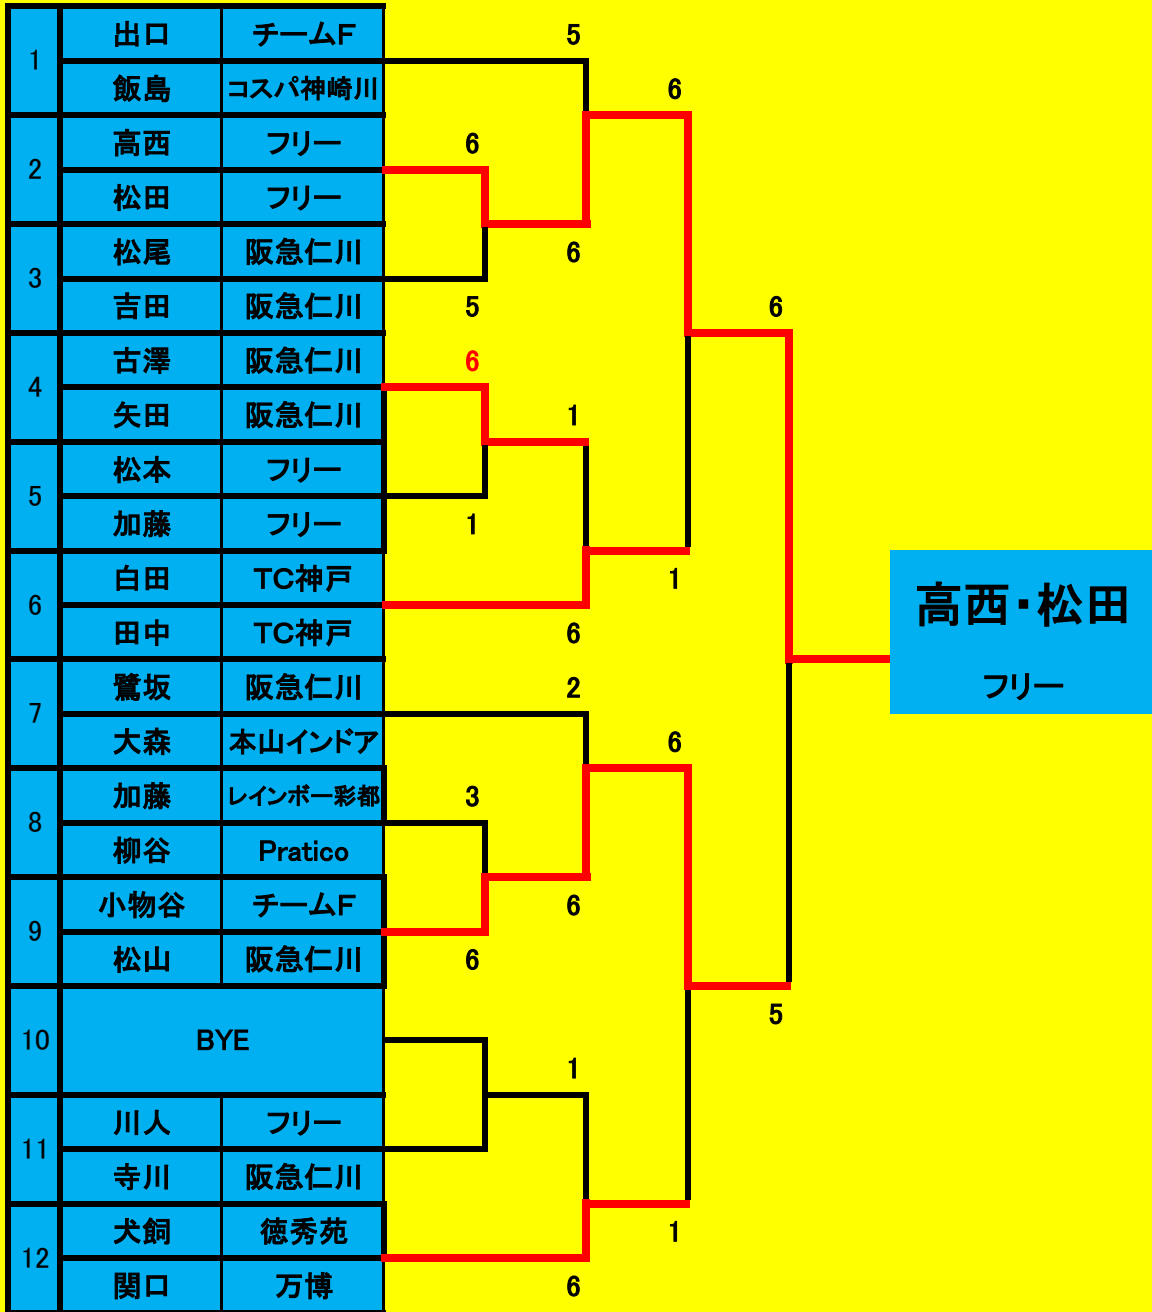 1 出口 チームF
飯島 コスパ神崎川
2 高西 フリー
松田 フリー
3 松尾 阪急仁川
吉田 阪急仁川
4 古澤 阪急仁川
矢田 阪急仁川
5 松本 フリー
加藤 フリー
6 白田 TC神戸
田中 TC神戸
7 鷺坂 阪急仁川
大森 本山インドア
8 加藤 レインボー彩都
柳谷 Pratico
9 小物谷 チームF
松山 阪急仁川
10 BYE
11 川人 フリー
寺川 阪急仁川
12 犬飼 徳秀苑
関口 万博
6
5
6
1
3
6
5
6
1
6
2
6
1
6
6
1
6
1
6
5
高西・松田
フリー